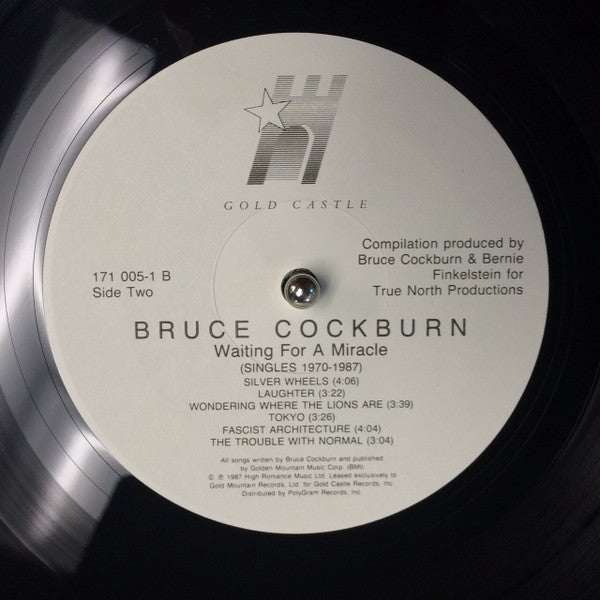 GOLD CASTLE
171 005-1 B
Side Two
Compilation produced by
Bruce Cockburn & Bernie
Finkelstein for
True North Productions
BRUCE COCKBURN
Waiting For A Miracle
(SINGLES 1970-1987)
SILVER WHEELS (4:06)
LAUGHTER (3:22)
WONDERING WHERE THE LIONS ARE (3:39)
TOKYO (3:26)
FASCIST ARCHITECTURE (4:04)
THE TROUBLE WITH NORMAL (3:04)
All songs written by Bruce Cockburn and published
by Golden Mountain Music Corp. (BMI)
© ℗ 1987 High Romance Music Ltd. Leased exclusively to
Gold Mountain Records, Ltd. for Gold Castle Records, Inc
Distributed by PolyGram Records, Inc